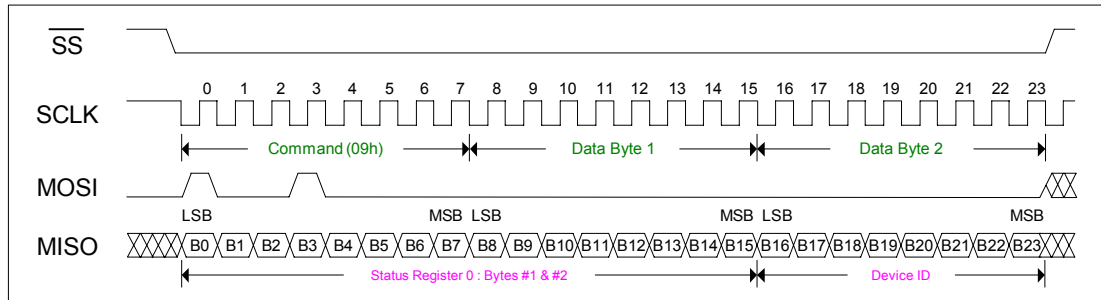 SS
0 1 2 3 4 5 6 7 8 9 10 11 12 13 14 15 16 17 18 19 20 21 22 23
SCLK
Command (09h) Data Byte 1 Data Byte 2
MOSI
LSB MSB LSB MSB LSB MSB
MISO B0 B1 B2 B3 B4 B5 B6 B7 B8 B9 B10 B11 B12 B13 B14 B15 B16 B17 B18 B19 B20 B21 B22 B23
Status Register 0 : Bytes #1 & #2 Device ID